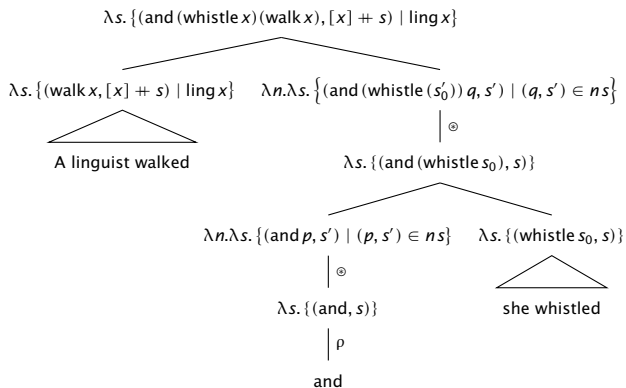 λs. {(and (whistle x) (walk x), [x] ⧺ s) | ling x}
λs. {(walk x, [x] ⧺ s) | ling x} λn.λs. {(and (whistle (s′₀)) q, s′) | (q, s′) ∈ n s}
⊛
A linguist walked λs. {(and (whistle s₀), s)}
λn.λs. {(and p, s′) | (p, s′) ∈ n s} λs. {(whistle s₀, s)}
⊛
λs. {(and, s)} she whistled
ρ
and